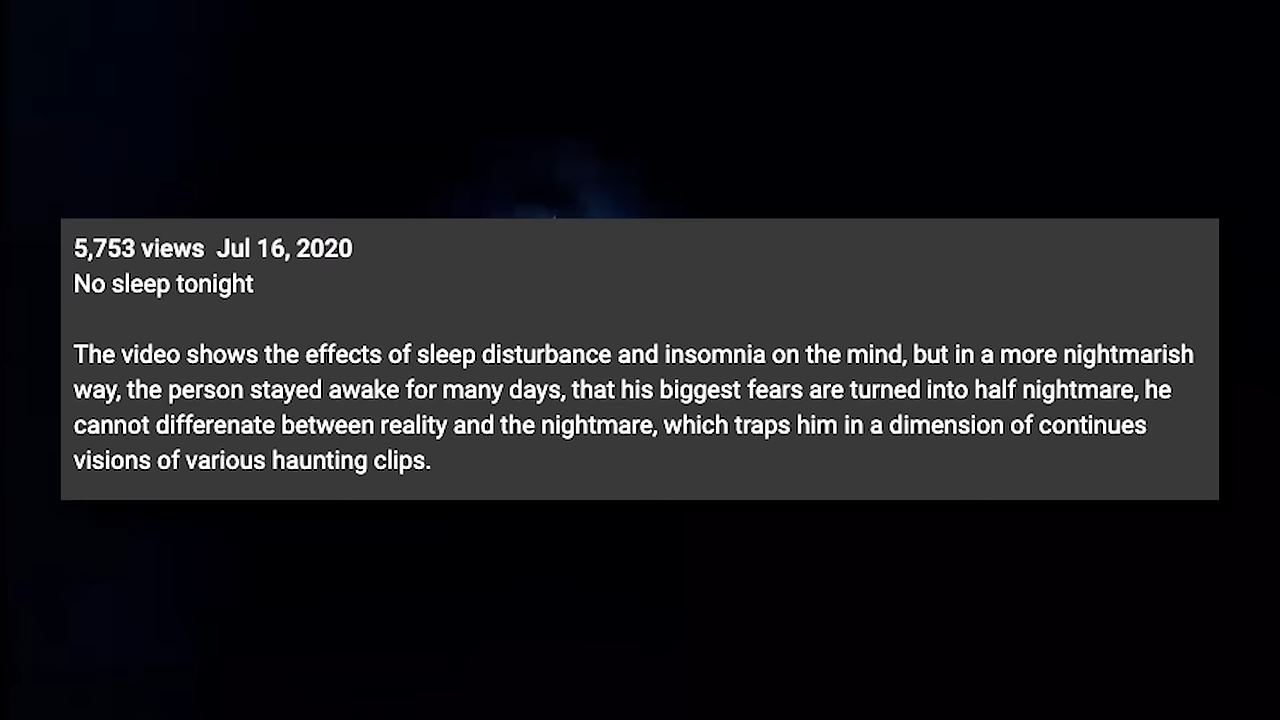 5,753 views  Jul 16, 2020
No sleep tonight
The video shows the effects of sleep disturbance and insomnia on the mind, but in a more nightmarish
way, the person stayed awake for many days, that his biggest fears are turned into half nightmare, he
cannot differenate between reality and the nightmare, which traps him in a dimension of continues
visions of various haunting clips.